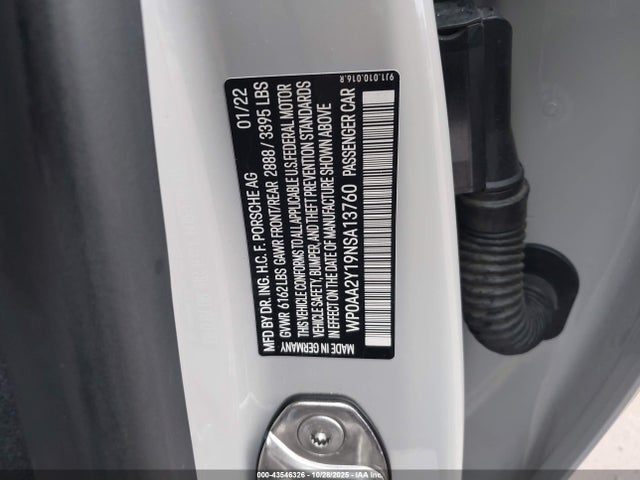 9J1.010.016.R
MFD BY DR. ING. H.C. F. PORSCHE AG 01/22
GVWR 6162 LBS GAWR FRONT/REAR 2888 / 3395 LBS
THIS VEHICLE CONFORMS TO ALL APPLICABLE U.S. FEDERAL MOTOR
VEHICLE SAFETY, BUMPER, AND THEFT PREVENTION STANDARDS
IN EFFECT ON THE DATE OF MANUFACTURE SHOWN ABOVE
WP0AA2Y19NSA13760 PASSENGER CAR
MADE IN GERMANY
000-43546326 - 10/28/2025 - IAA Inc.